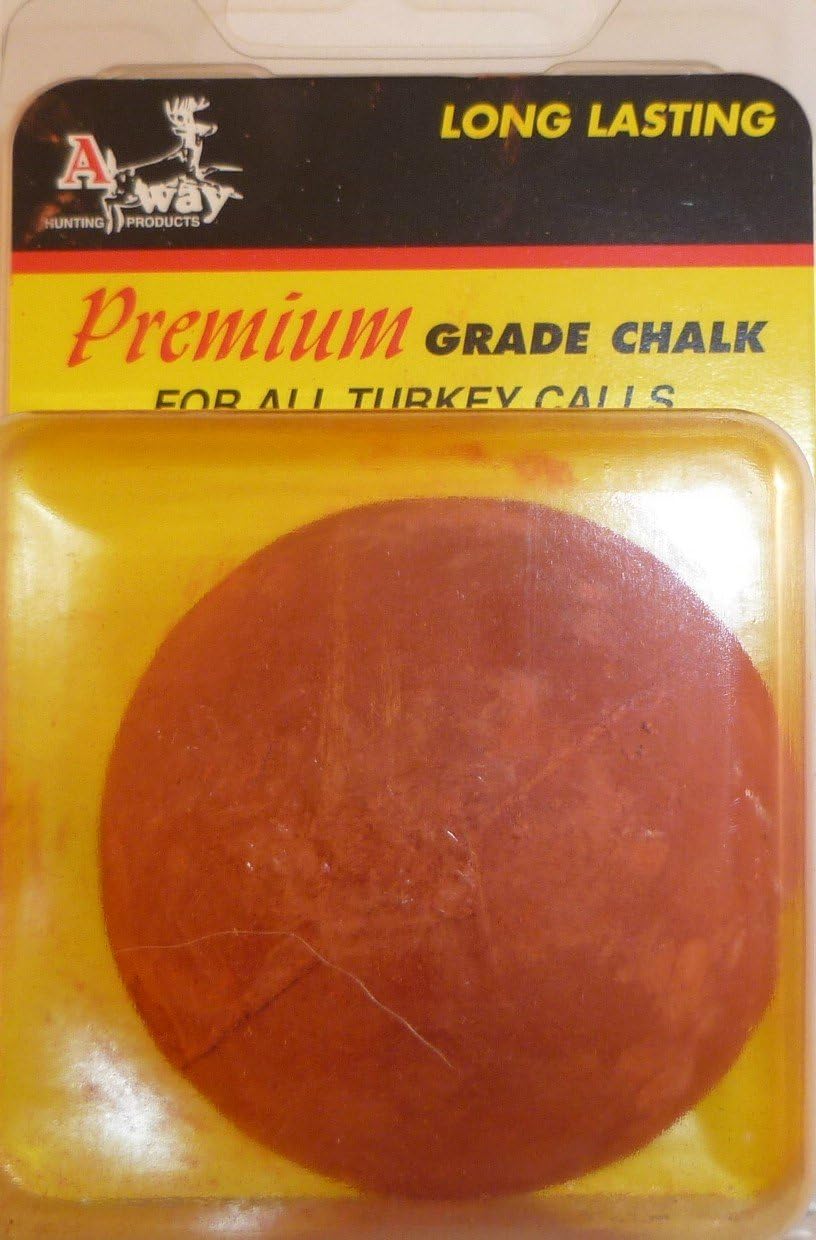 LONG LASTING
A Way
HUNTING PRODUCTS
Premium GRADE CHALK
FOR ALL TURKEY CALLS